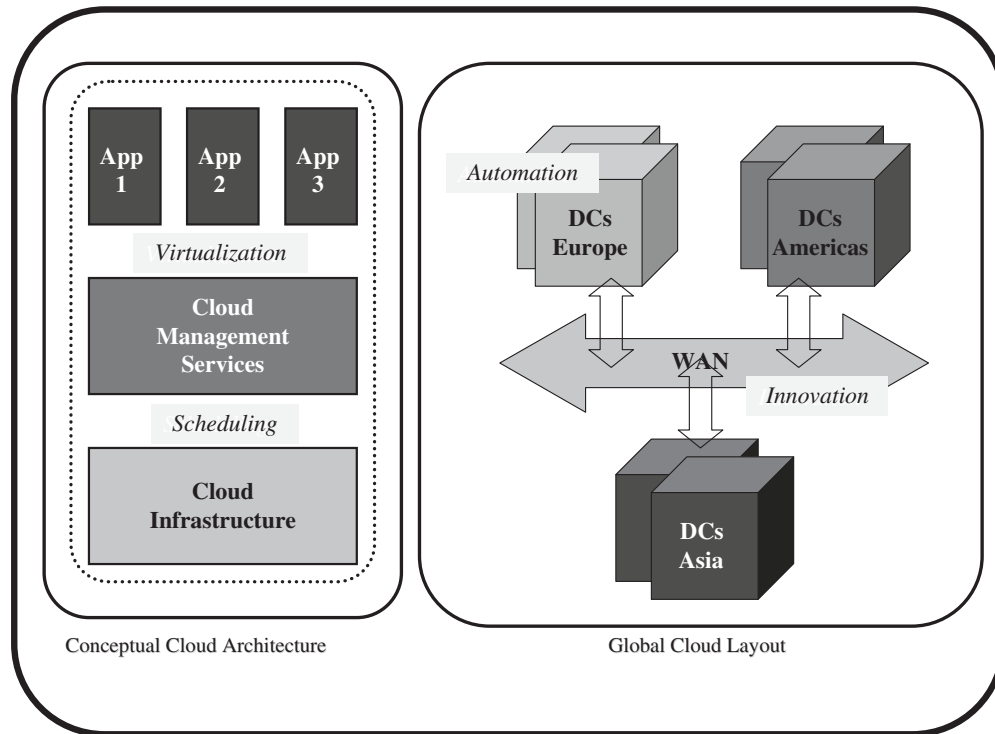 App
1
App
2
App
3
Virtualization
Cloud
Management
Services
Scheduling
Cloud
Infrastructure
Conceptual Cloud Architecture
Automation
DCs
Europe
DCs
Americas
WAN
Innovation
DCs
Asia
Global Cloud Layout